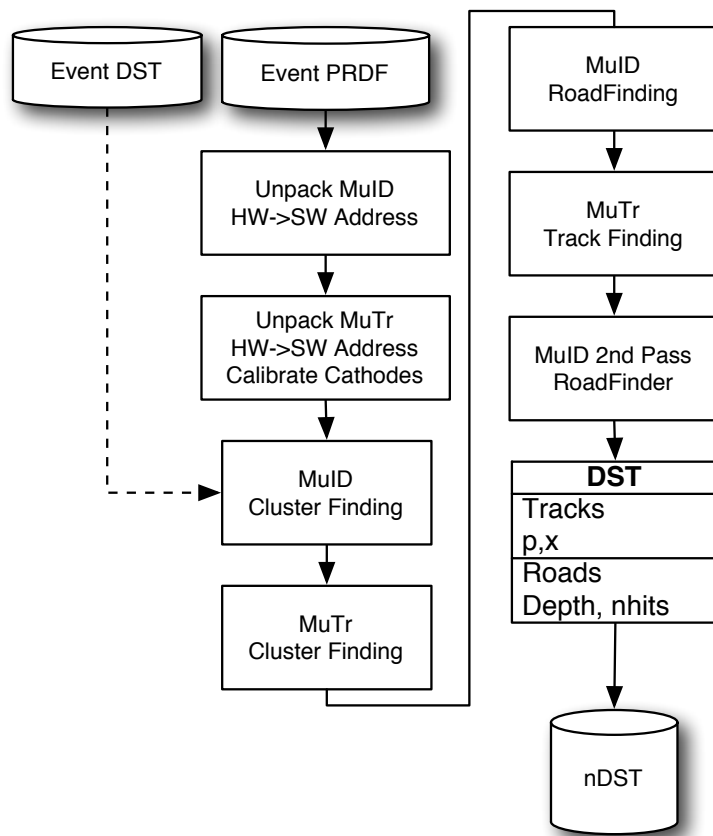 Event DST
Event PRDF
Unpack MuID
HW->SW Address
Unpack MuTr
HW->SW Address
Calibrate Cathodes
MuID
Cluster Finding
MuTr
Cluster Finding
MuID
RoadFinding
MuTr
Track Finding
MuID 2nd Pass
RoadFinder
DST
Tracks
p,x
Roads
Depth, nhits
nDST